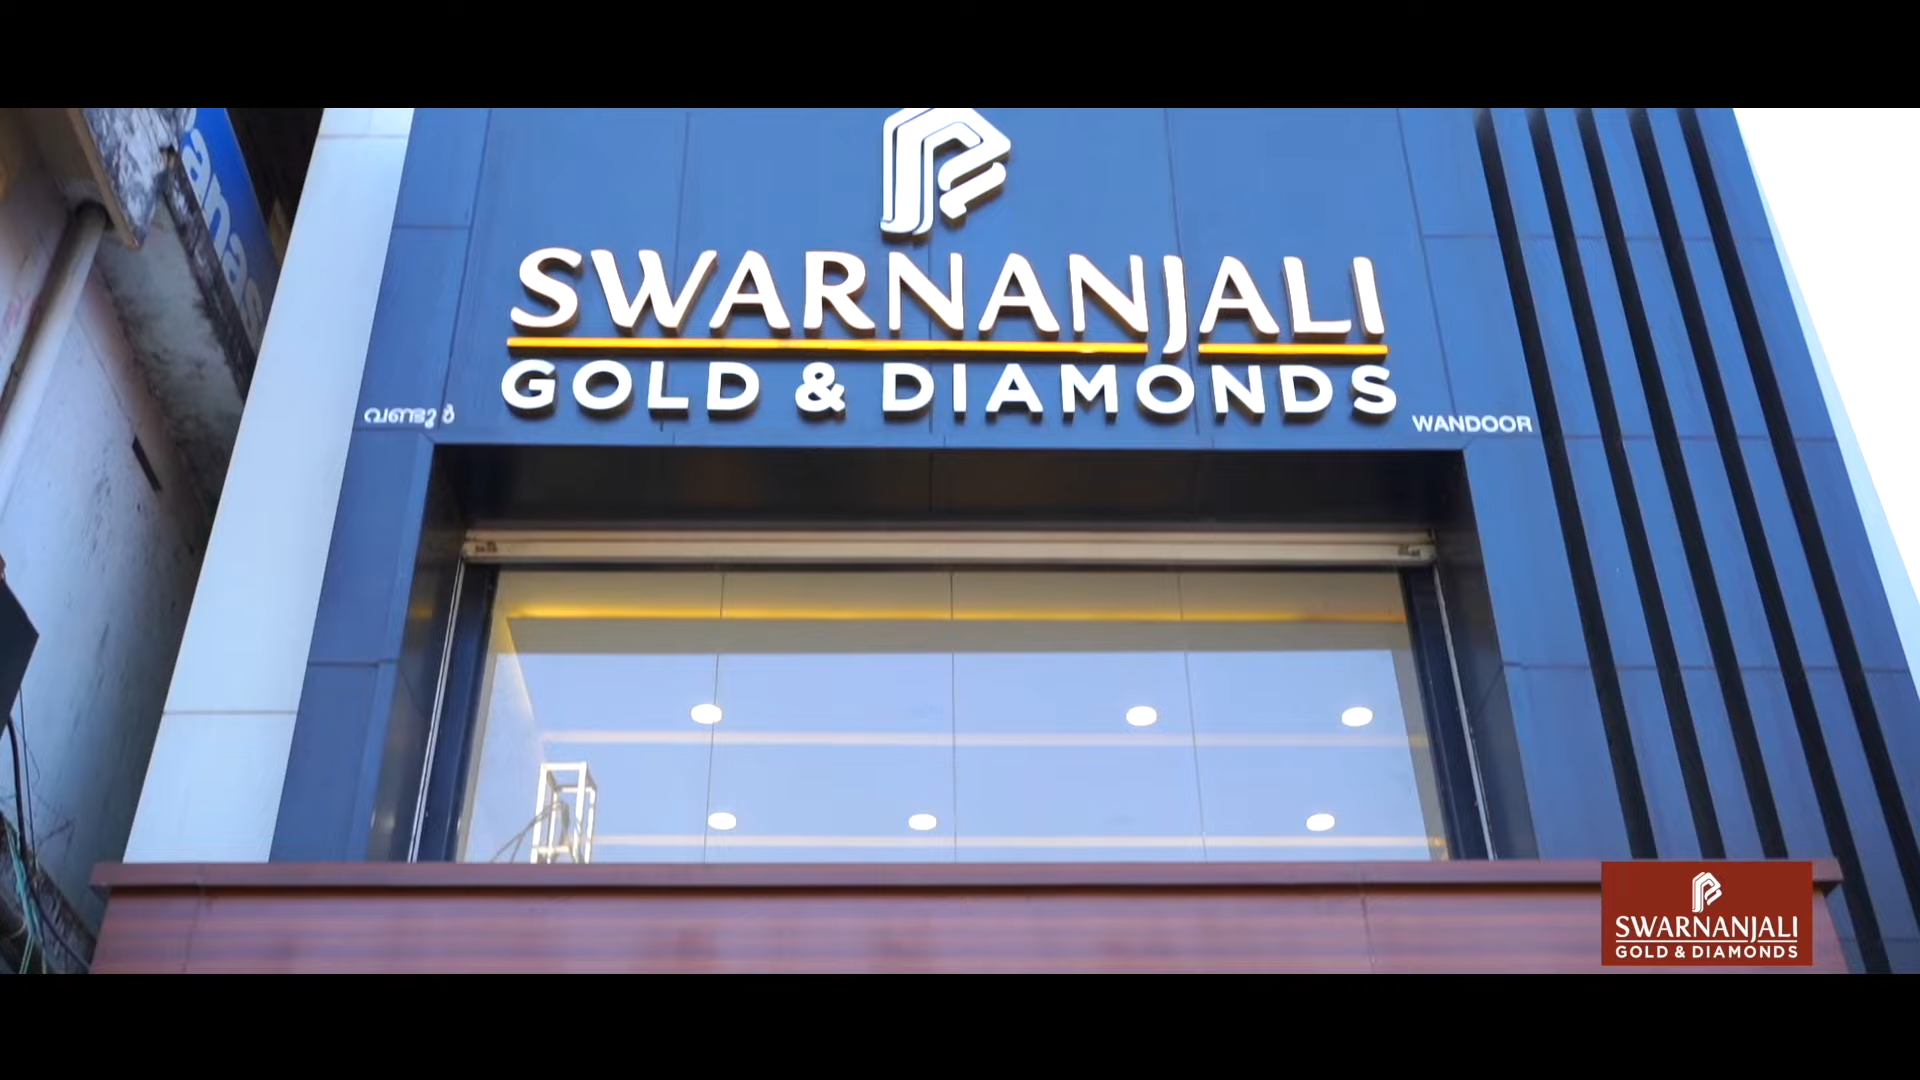 SWARNANJALI
GOLD & DIAMONDS
വണ്ടൂർ
WANDOOR
SWARNANJALI
GOLD & DIAMONDS